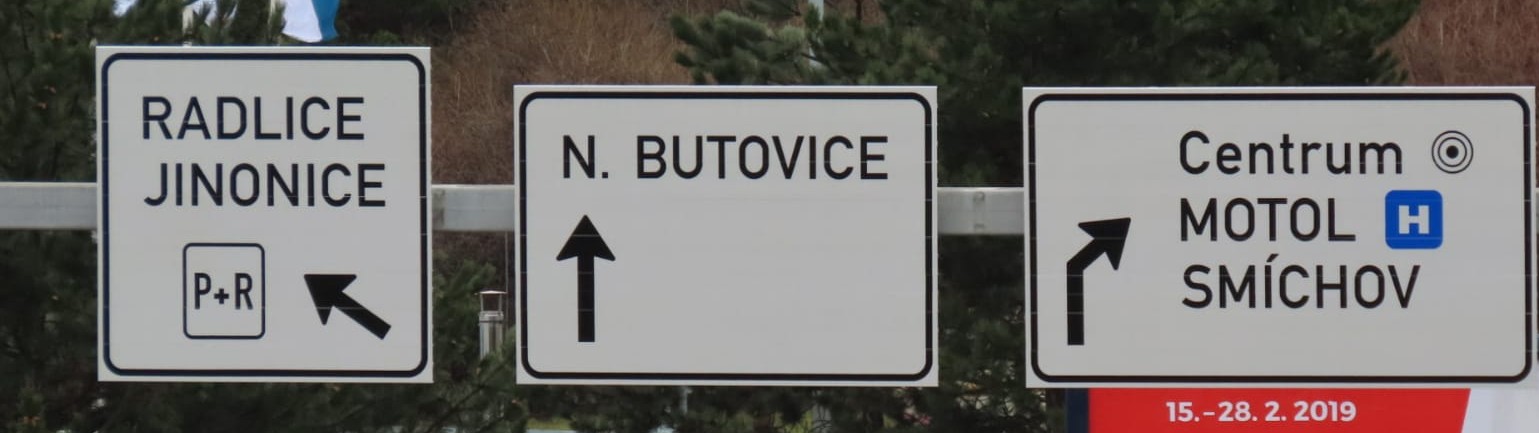 RADLICE
JINONICE
P+R
N. BUTOVICE
Centrum
MOTOL H
SMÍCHOV
15.-28. 2. 2019